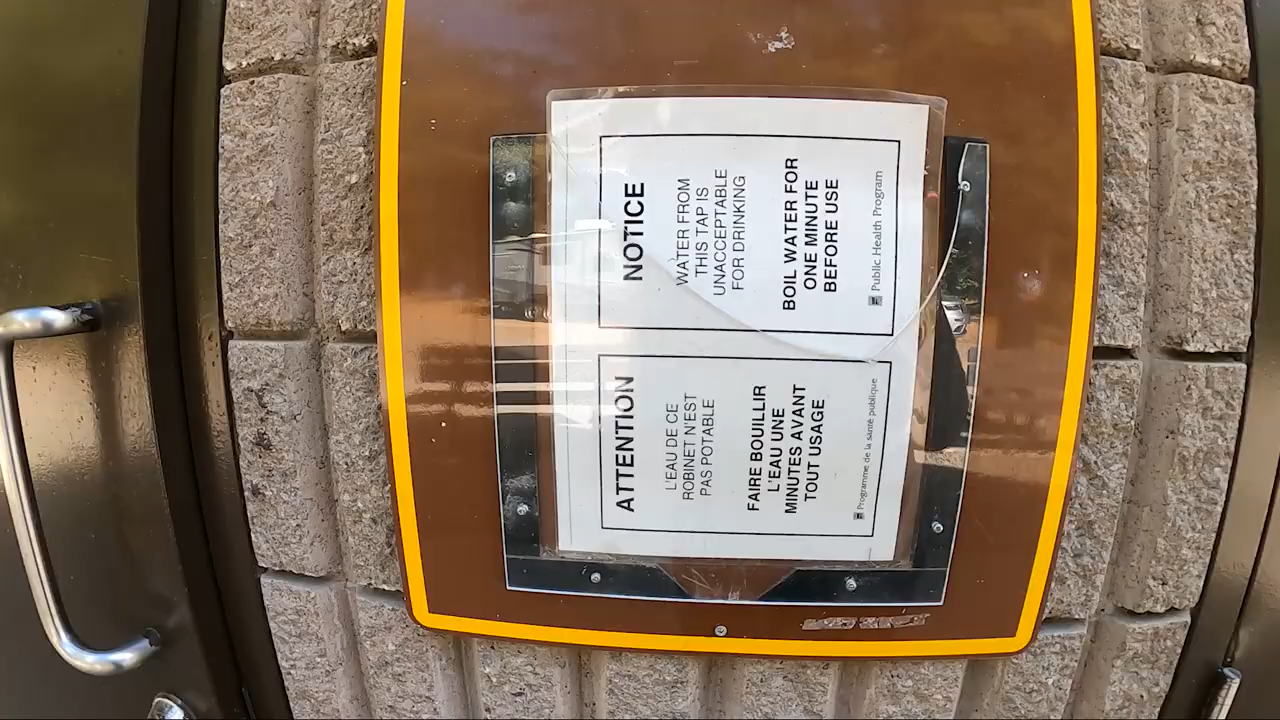 NOTICE
WATER FROM
THIS TAP IS
UNACCEPTABLE
FOR DRINKING
BOIL WATER FOR
ONE MINUTE
BEFORE USE
Public Health Program
ATTENTION
L'EAU DE CE
ROBINET N'EST
PAS POTABLE
FAIRE BOUILLIR
L'EAU UNE
MINUTES AVANT
TOUT USAGE
Programme de la santé publique